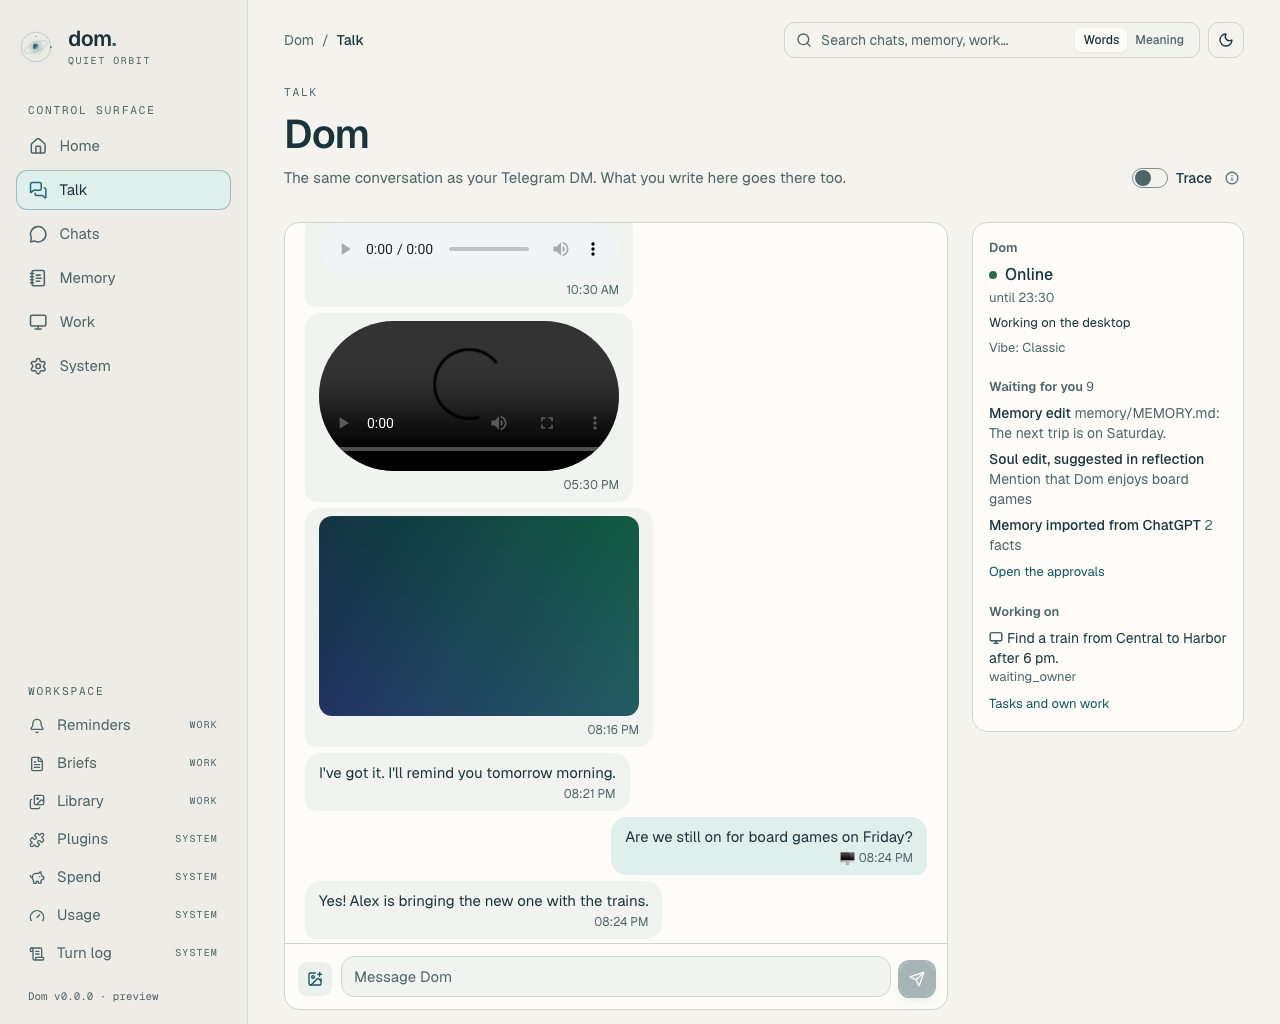 dom.
QUIET ORBIT
CONTROL SURFACE
Home
Talk
Chats
Memory
Work
System
WORKSPACE
Reminders WORK
Briefs WORK
Library WORK
Plugins SYSTEM
Spend SYSTEM
Usage SYSTEM
Turn log SYSTEM
Dom v0.0.0 · preview
Dom / Talk
Search chats, memory, work...
Words Meaning
TALK
Dom
The same conversation as your Telegram DM. What you write here goes there too.
Trace
0:00 / 0:00
10:30 AM
0:00
05:30 PM
08:16 PM
I've got it. I'll remind you tomorrow morning.
08:21 PM
Are we still on for board games on Friday?
08:24 PM
Yes! Alex is bringing the new one with the trains.
08:24 PM
Message Dom
Dom
Online
until 23:30
Working on the desktop
Vibe: Classic
Waiting for you 9
Memory edit memory/MEMORY.md:
The next trip is on Saturday.
Soul edit, suggested in reflection
Mention that Dom enjoys board
games
Memory imported from ChatGPT 2
facts
Open the approvals
Working on
Find a train from Central to Harbor
after 6 pm.
waiting_owner
Tasks and own work